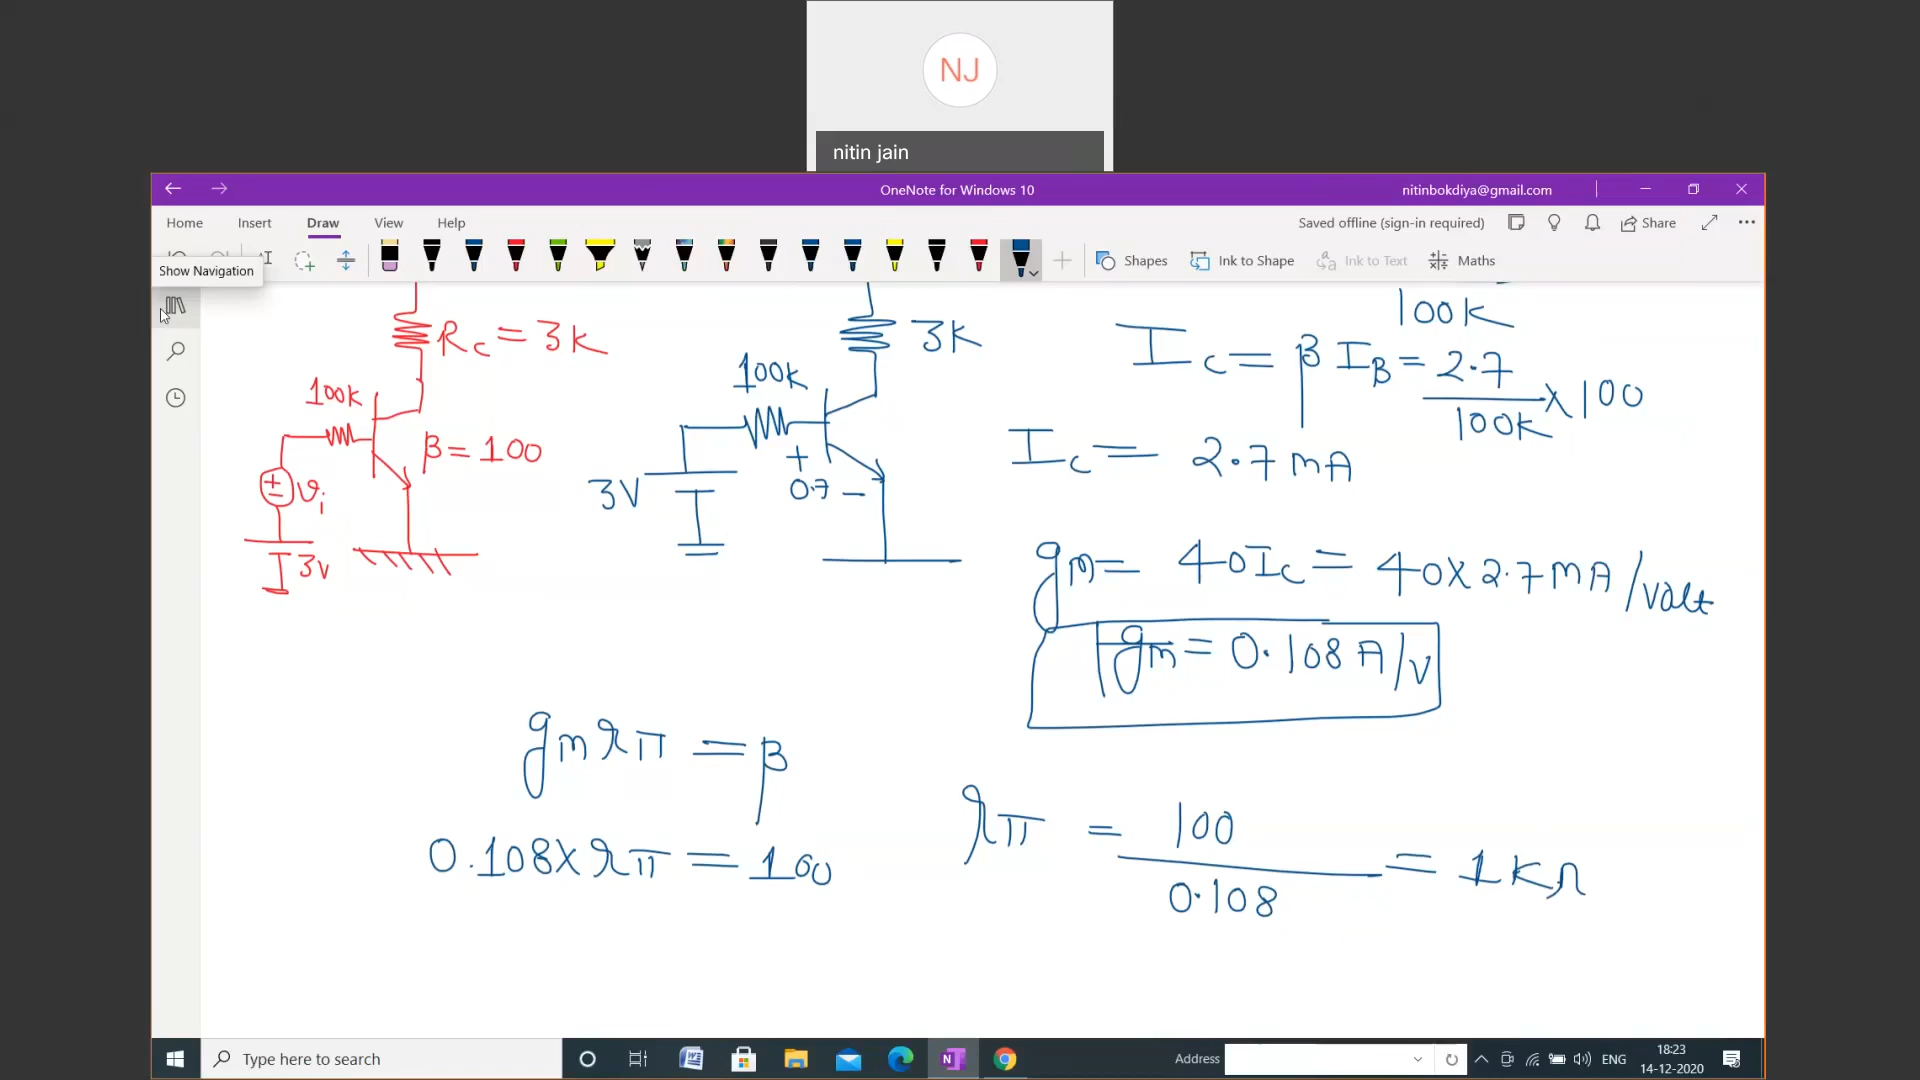 NJ
nitin jain
OneNote for Windows 10
nitinbokdiya@gmail.com
Home Insert Draw View Help
Saved offline (sign-in required)
Share
Shapes
Ink to Shape
Ink to Text
Maths
Show Navigation
Rc = 3k
100k
β = 100
+
−
vi
3v
3k
100k
+
0.7 −
3V
100k
Ic = β IB = 2.7
100k
× 100
Ic = 2.7 mA
gm = 40Ic = 40 × 2.7 mA /volt
gm = 0.108 A/v
gm rπ = β
0.108 × rπ = 100
rπ = 100
0.108
= 1kΩ
Type here to search
Address
ENG
18:23
14-12-2020